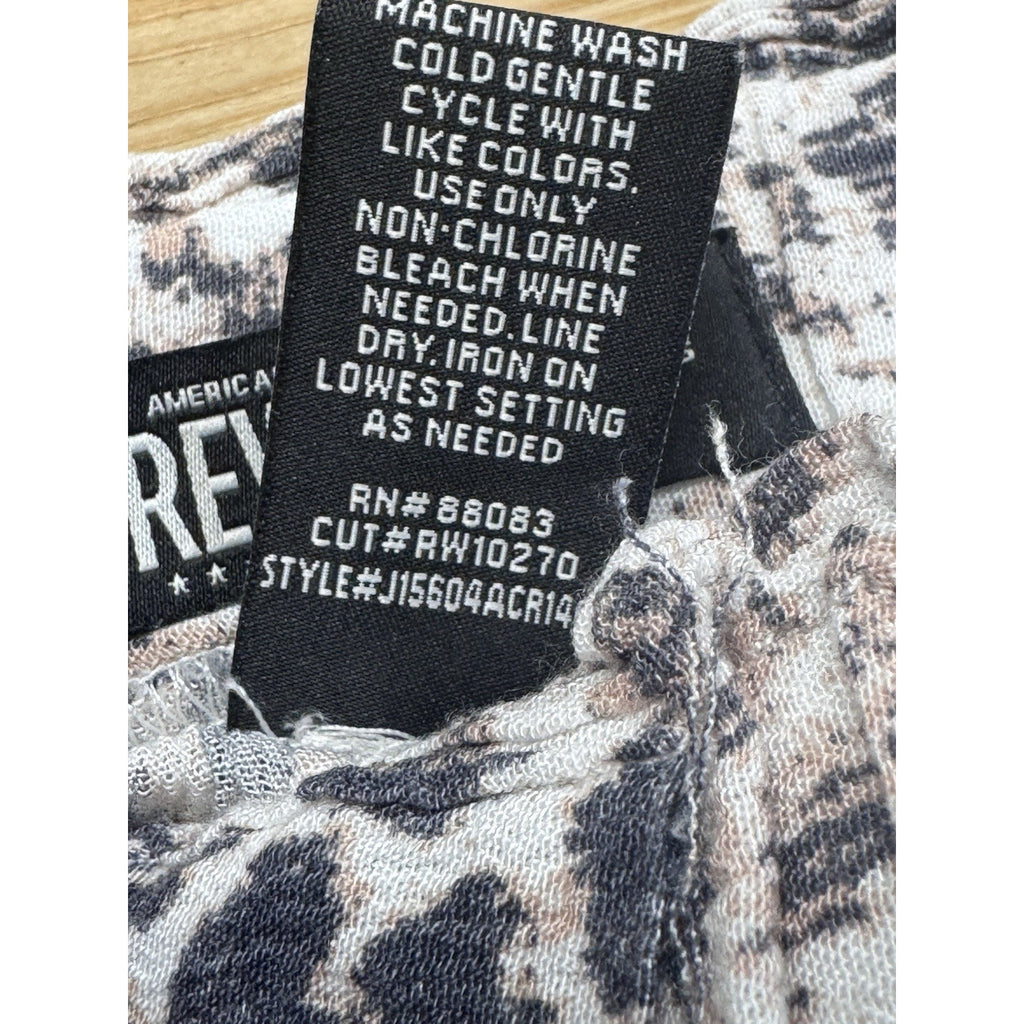 MACHINE WASH
COLD GENTLE
CYCLE WITH
LIKE COLORS.
USE ONLY
NON-CHLORINE
BLEACH WHEN
NEEDED. LINE
DRY. IRON ON
LOWEST SETTING
AS NEEDED
RN# 88083
CUT# RW10270
STYLE#J15604ACR14
AMERICA
REV